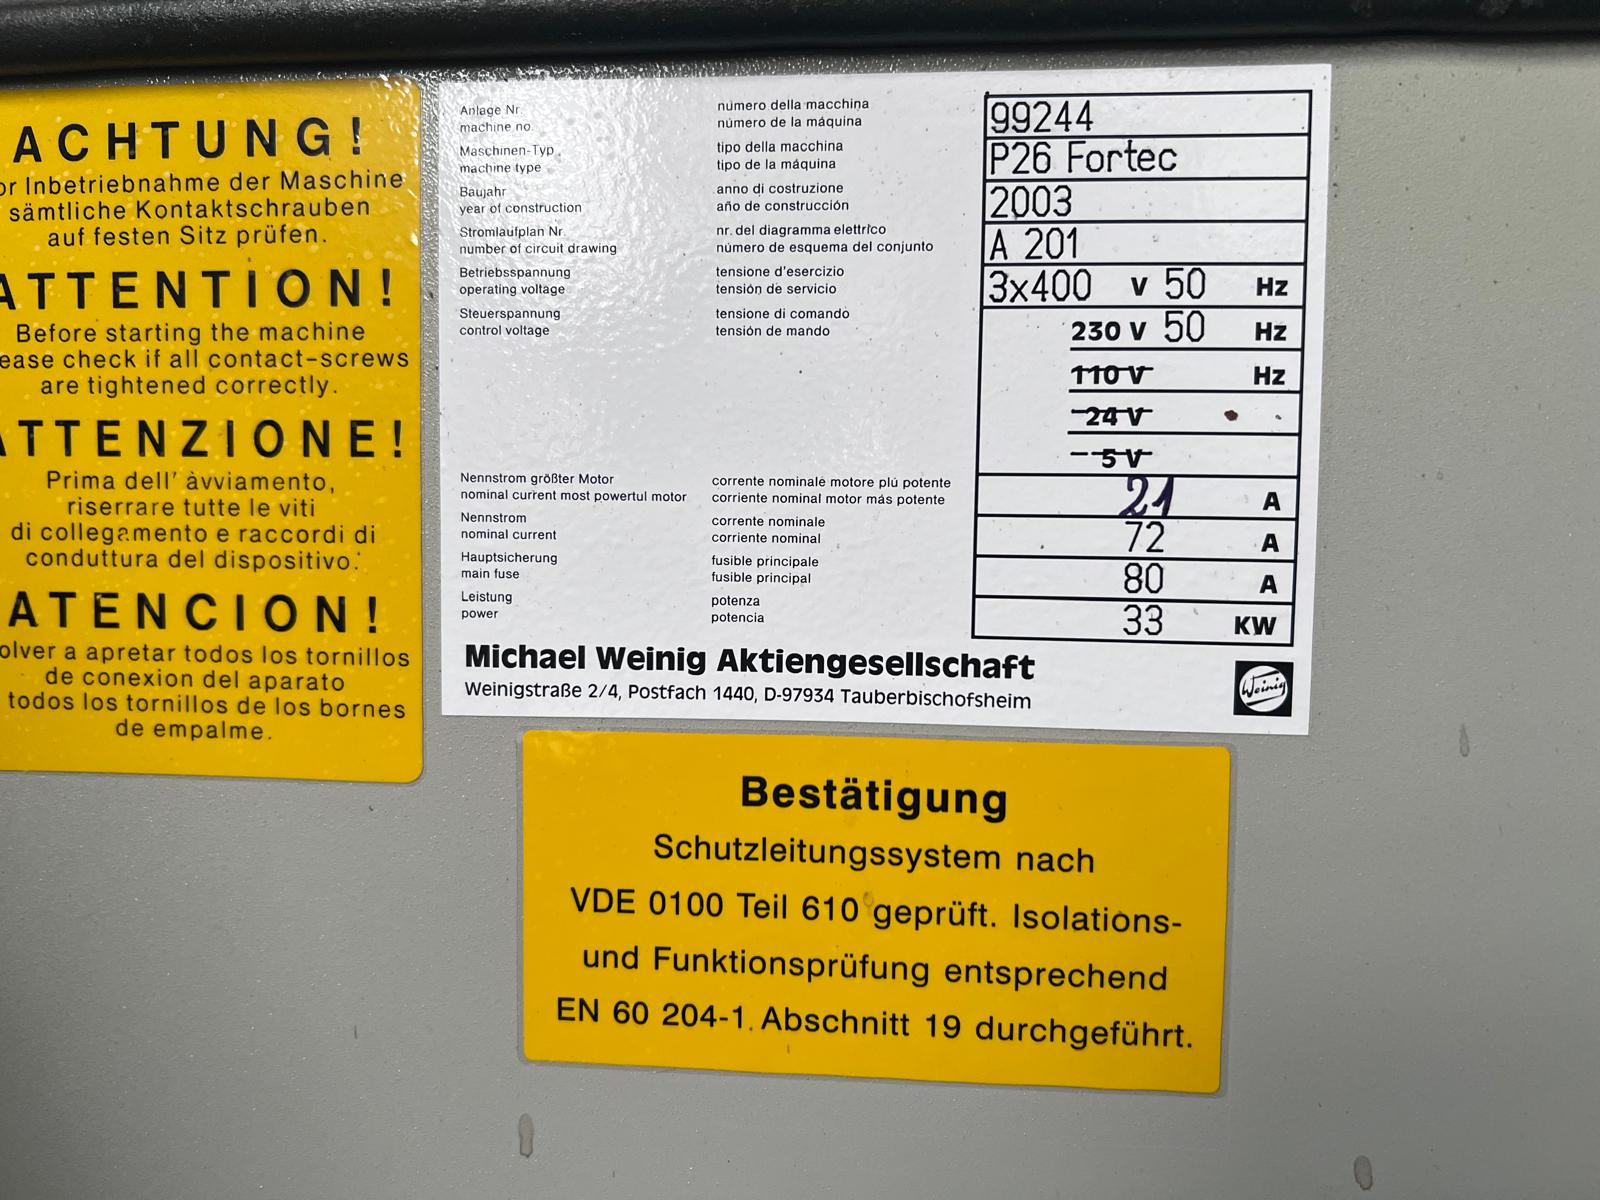 ACHTUNG!
or Inbetriebnahme der Maschine
sämtliche Kontaktschrauben
auf festen Sitz prüfen.
ATTENTION!
Before starting the machine
ease check if all contact-screws
are tightened correctly.
ATTENZIONE!
Prima dell' àvviamento,
riserrare tutte le viti
di collegamento e raccordi di
conduttura del dispositivo.
ATENCION!
olver a apretar todos los tornillos
de conexion del aparato
todos los tornillos de los bornes
de empalme.
Anlage Nr. numero della macchina 99244
machine no. número de la máquina
Maschinen-Typ tipo della macchina P26 Fortec
machine type tipo de la máquina
Baujahr anno di costruzione 2003
year of construction año de construcción
Stromlaufplan Nr. nr. del diagramma elettrico A 201
number of circuit drawing número de esquema del conjunto
Betriebsspannung tensione d'esercizio 3x400 V 50 Hz
operating voltage tensión de servicio
Steuerspannung tensione di comando 230 V 50 Hz
control voltage tensión de mando
110 V Hz
24 V
5 V
Nennstrom größter Motor corrente nominale motore plú potente 21 A
nominal current most powertul motor corriente nominal motor más potente
Nennstrom corrente nominale 72 A
nominal current corriente nominal
Hauptsicherung fusible principale 80 A
main fuse fusible principal
Leistung potenza 33 KW
power potencia
Michael Weinig Aktiengesellschaft
Weinigstraße 2/4, Postfach 1440, D-97934 Tauberbischofsheim
Weinig
Bestätigung
Schutzleitungssystem nach
VDE 0100 Teil 610 geprüft. Isolations-
und Funktionsprüfung entsprechend
EN 60 204-1. Abschnitt 19 durchgeführt.